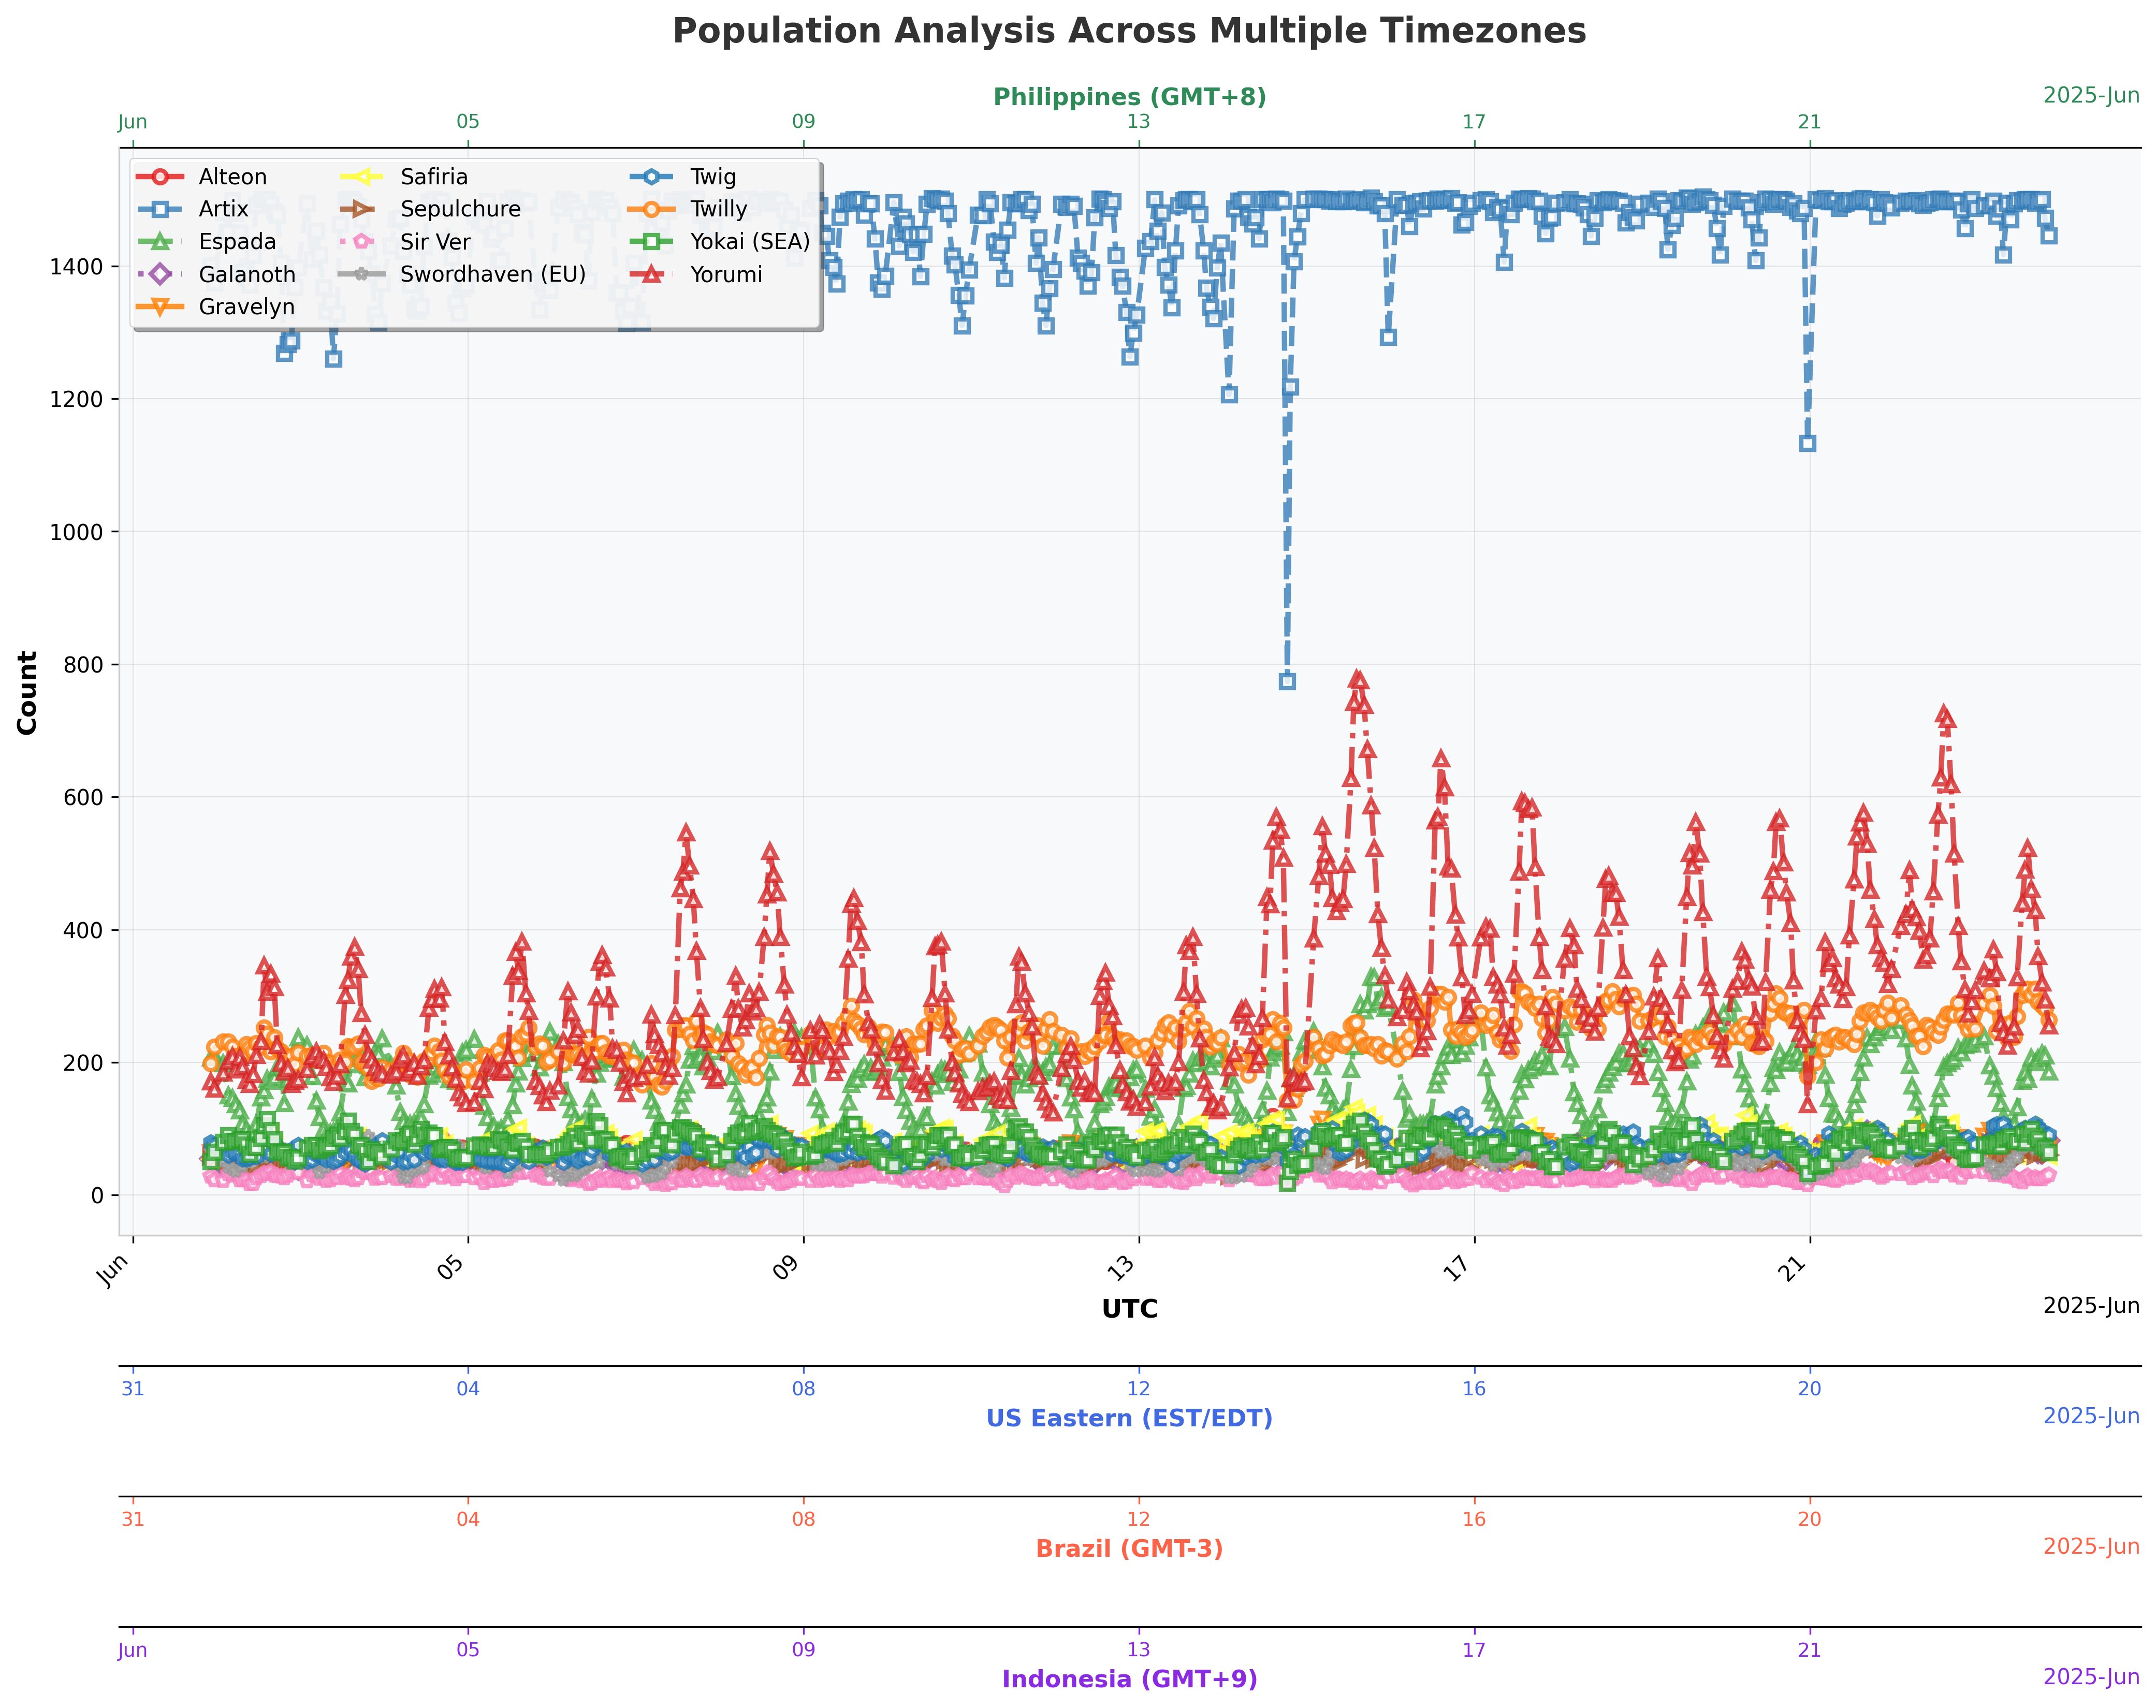 Population Analysis Across Multiple Timezones
Philippines (GMT+8)
2025-Jun
Jun 05 09 13 17 21
Alteon Safiria Twig
Artix Sepulchure Twilly
Espada Sir Ver Yokai (SEA)
Galanoth Swordhaven (EU) Yorumi
Gravelyn
1400
1200
1000
800
600
400
200
0
Count
Jun 05 09 13 17 21
UTC
2025-Jun
31 04 08 12 16 20
US Eastern (EST/EDT)
2025-Jun
31 04 08 12 16 20
Brazil (GMT-3)
2025-Jun
Jun 05 09 13 17 21
Indonesia (GMT+9)
2025-Jun